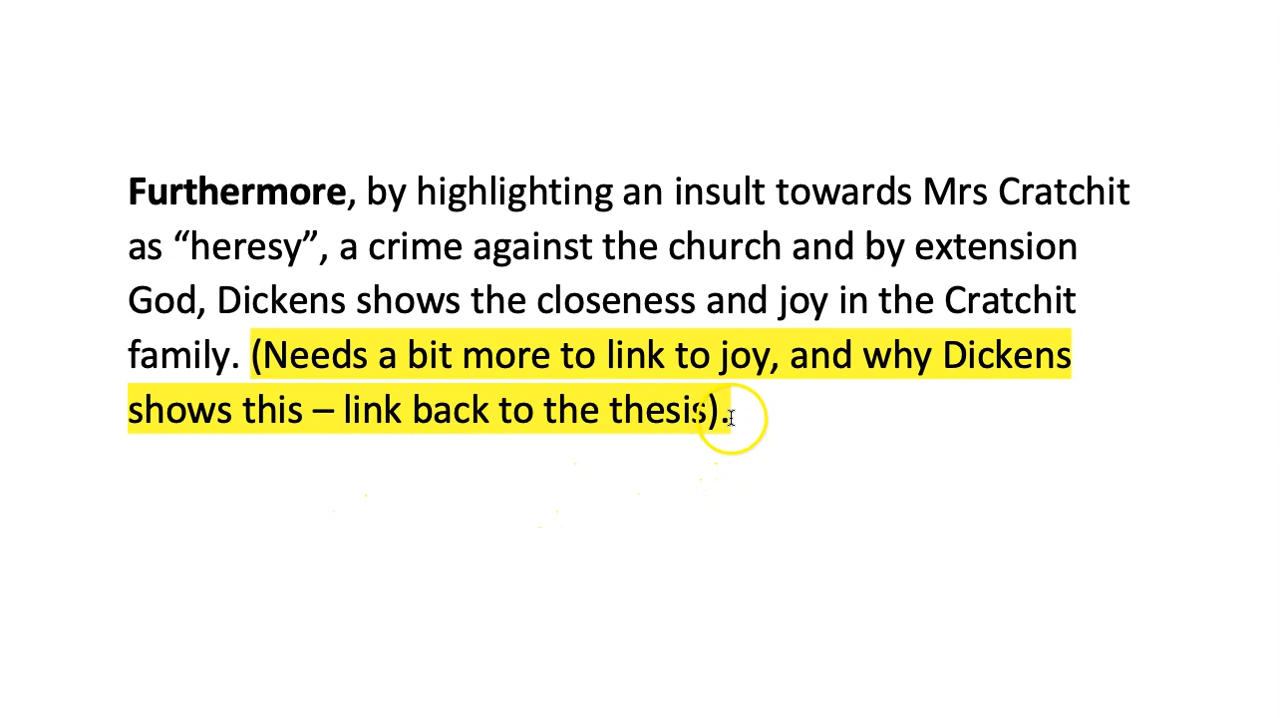 Furthermore, by highlighting an insult towards Mrs Cratchit
as “heresy”, a crime against the church and by extension
God, Dickens shows the closeness and joy in the Cratchit
family. (Needs a bit more to link to joy, and why Dickens
shows this – link back to the thesis).